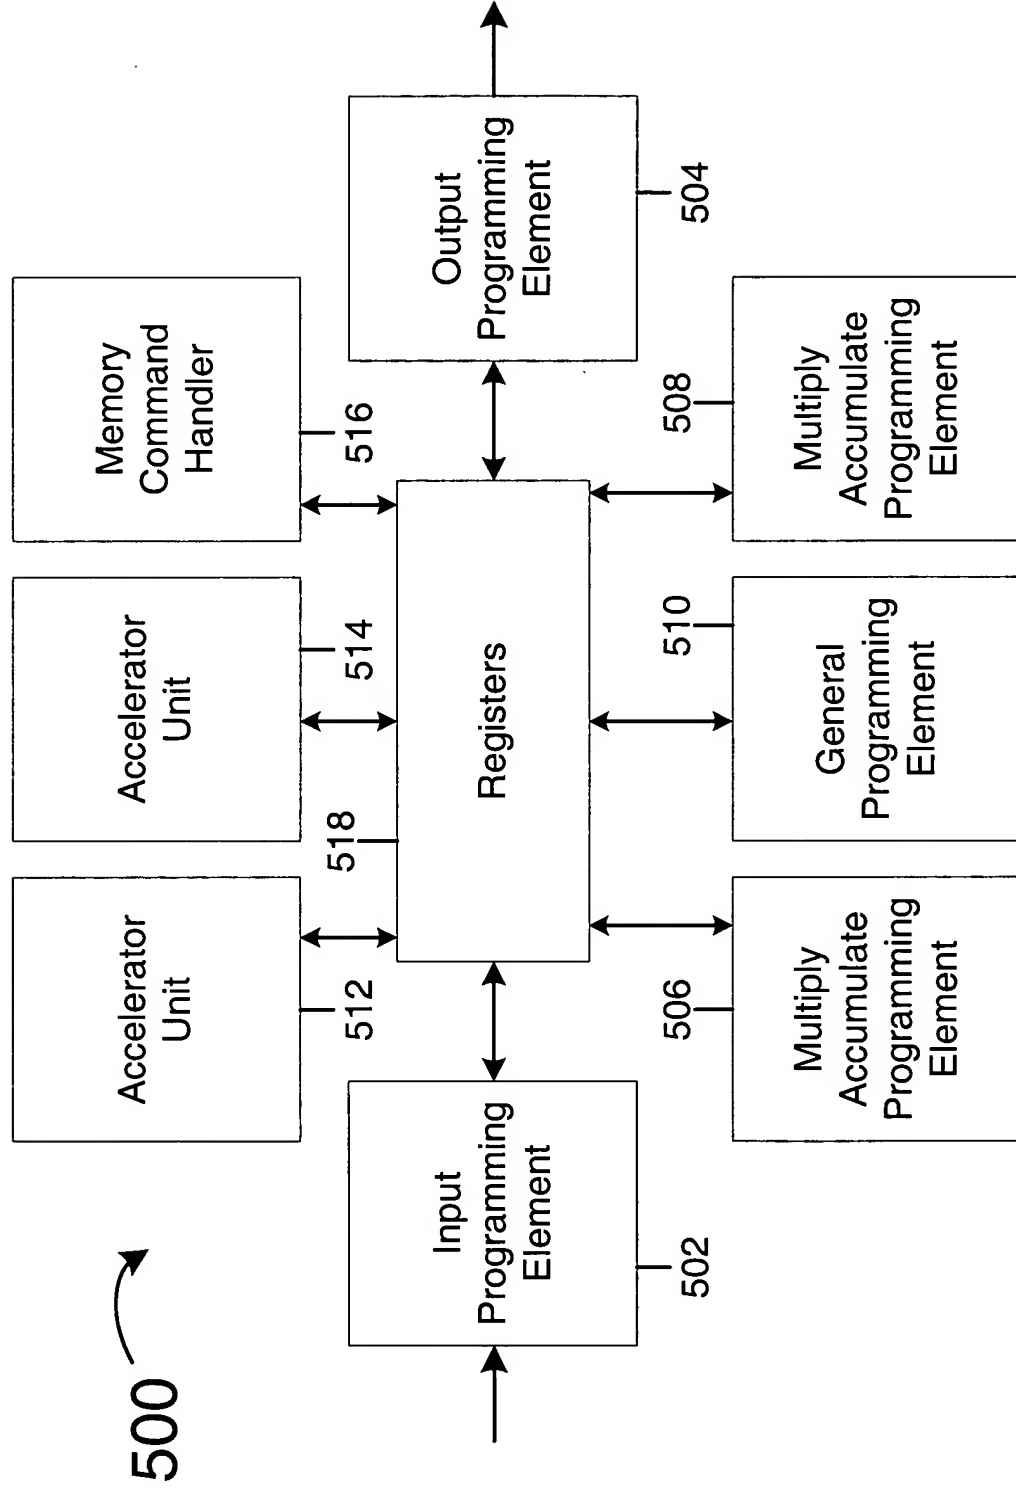 500
Accelerator
Unit
512
Accelerator
Unit
514
Memory
Command
Handler
516
518
Input
Programming
Element
502
Registers
Output
Programming
Element
504
506
Multiply
Accumulate
Programming
Element
510
General
Programming
Element
508
Multiply
Accumulate
Programming
Element